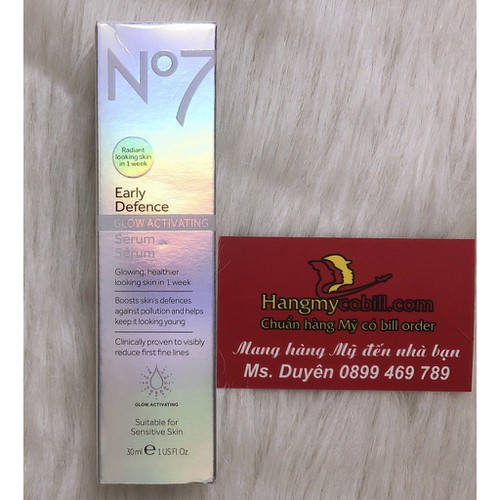 No7
Radiant
looking skin
in 1 week
Early
Defence
GLOW ACTIVATING
Serum
Sérum
Glowing, healthier
looking skin in 1 week
Boosts skin's defences
against pollution and helps
keep it looking young
Clinically proven to visibly
reduce first fine lines
GLOW ACTIVATING
Suitable for
Sensitive Skin
30ml e 1 US Fl. Oz.
Hangmycobill.com
Chuẩn hàng Mỹ có bill order
Mang hàng Mỹ đến nhà bạn
Ms. Duyên 0899 469 789